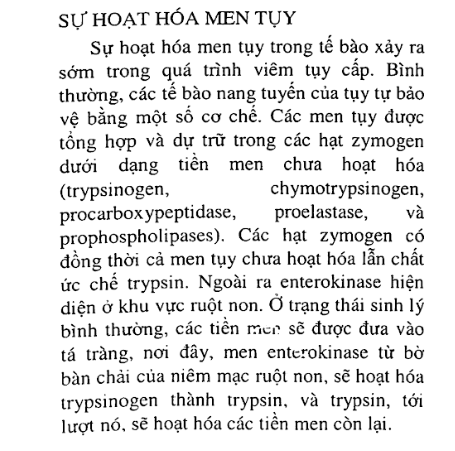 SỰ HOẠT HÓA MEN TỤY
Sự hoạt hóa men tụy trong tế bào xảy ra
sớm trong quá trình viêm tụy cấp. Bình
thường, các tế bào nang tuyến của tụy tự bảo
vệ bằng một số cơ chế. Các men tụy được
tổng hợp và dự trữ trong các hạt zymogen
dưới dạng tiền men chưa hoạt hóa
(trypsinogen, chymotrypsinogen,
procarboxypeptidase, proelastase, và
prophospholipases). Các hạt zymogen có
đồng thời cả men tụy chưa hoạt hóa lẫn chất
ức chế trypsin. Ngoài ra enterokinase hiện
diện ở khu vực ruột non. Ở trạng thái sinh lý
bình thường, các tiền men sẽ được đưa vào
tá tràng, nơi đây, men enterokinase từ bờ
bàn chải của niêm mạc ruột non, sẽ hoạt hóa
trypsinogen thành trypsin, và trypsin, tới
lượt nó, sẽ hoạt hóa các tiền men còn lại.